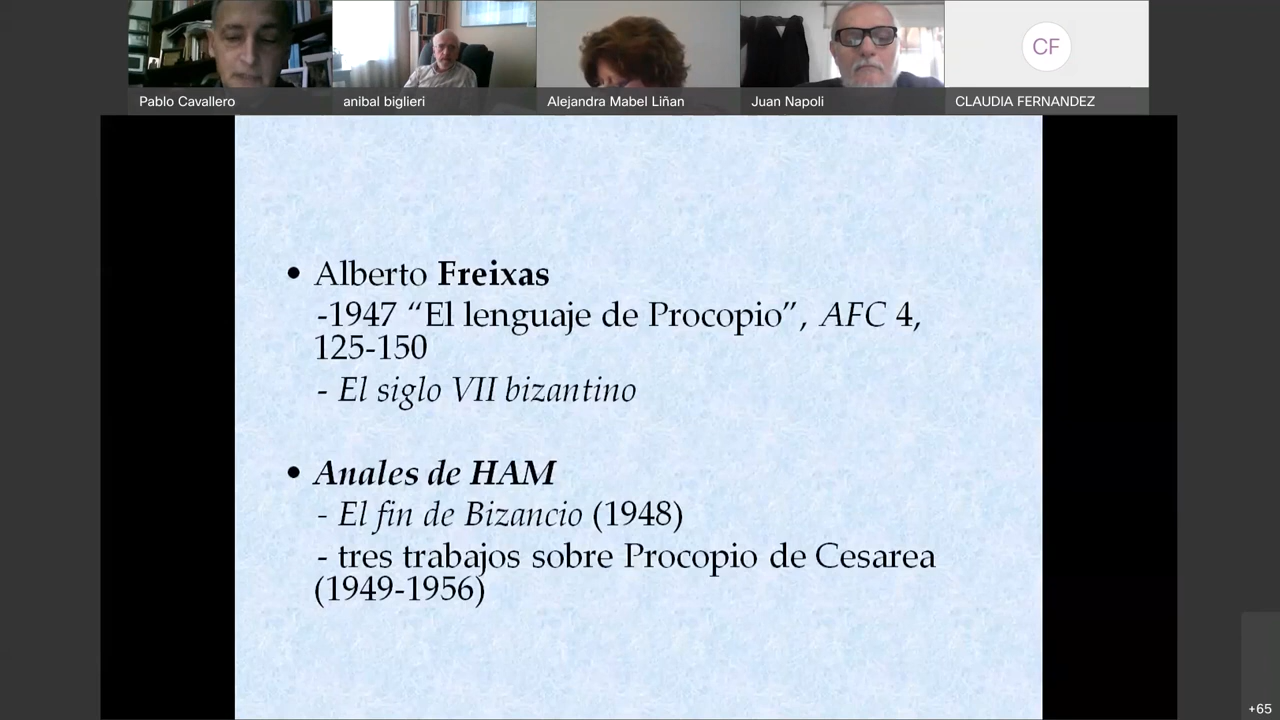 Pablo Cavallero
anibal biglieri
Alejandra Mabel Liñan
Juan Napoli
CF
CLAUDIA FERNANDEZ
• Alberto Freixas
-1947 “El lenguaje de Procopio”, AFC 4,
125-150
- El siglo VII bizantino
• Anales de HAM
- El fin de Bizancio (1948)
- tres trabajos sobre Procopio de Cesarea
(1949-1956)
+65